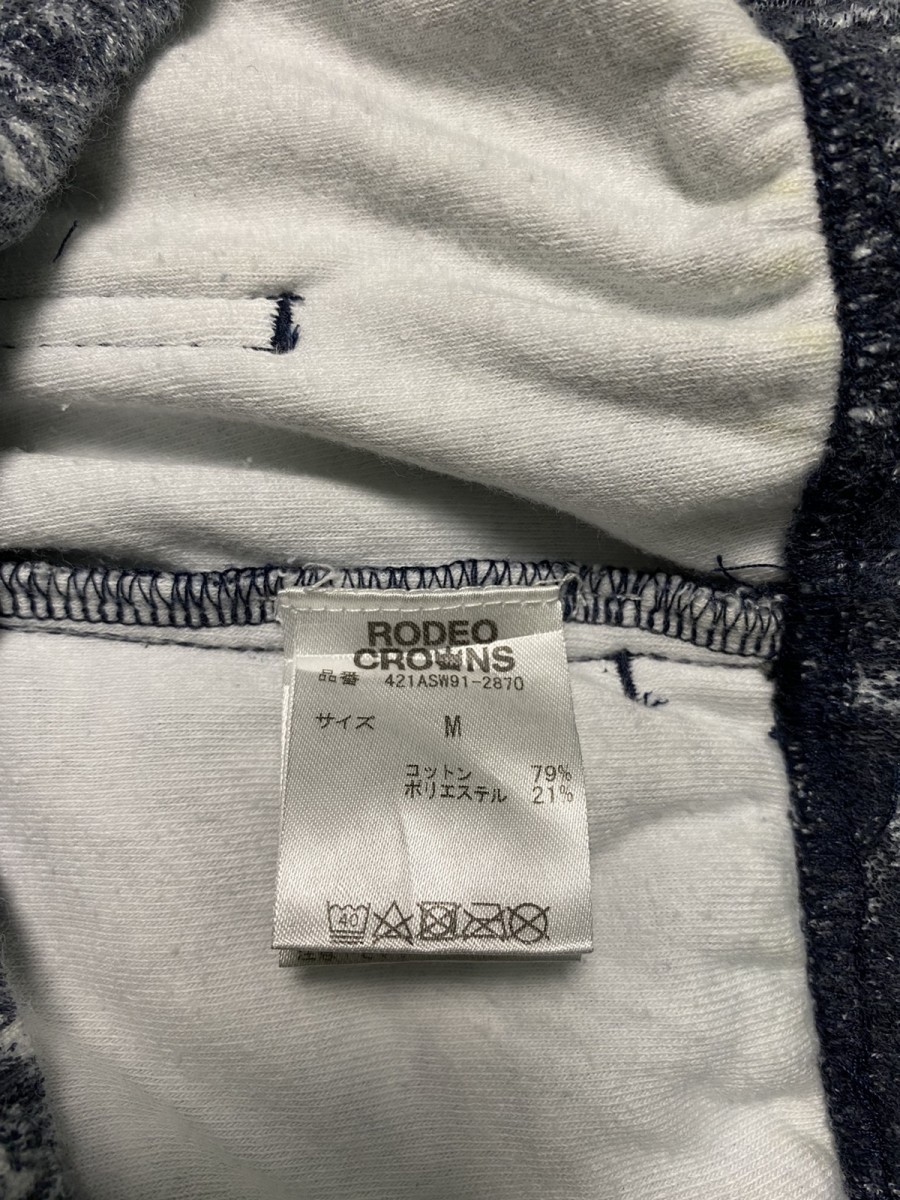 RODEO
CROWNS
品番 421ASW91-2870
サイズ M
コットン 79%
ポリエステル 21%
40